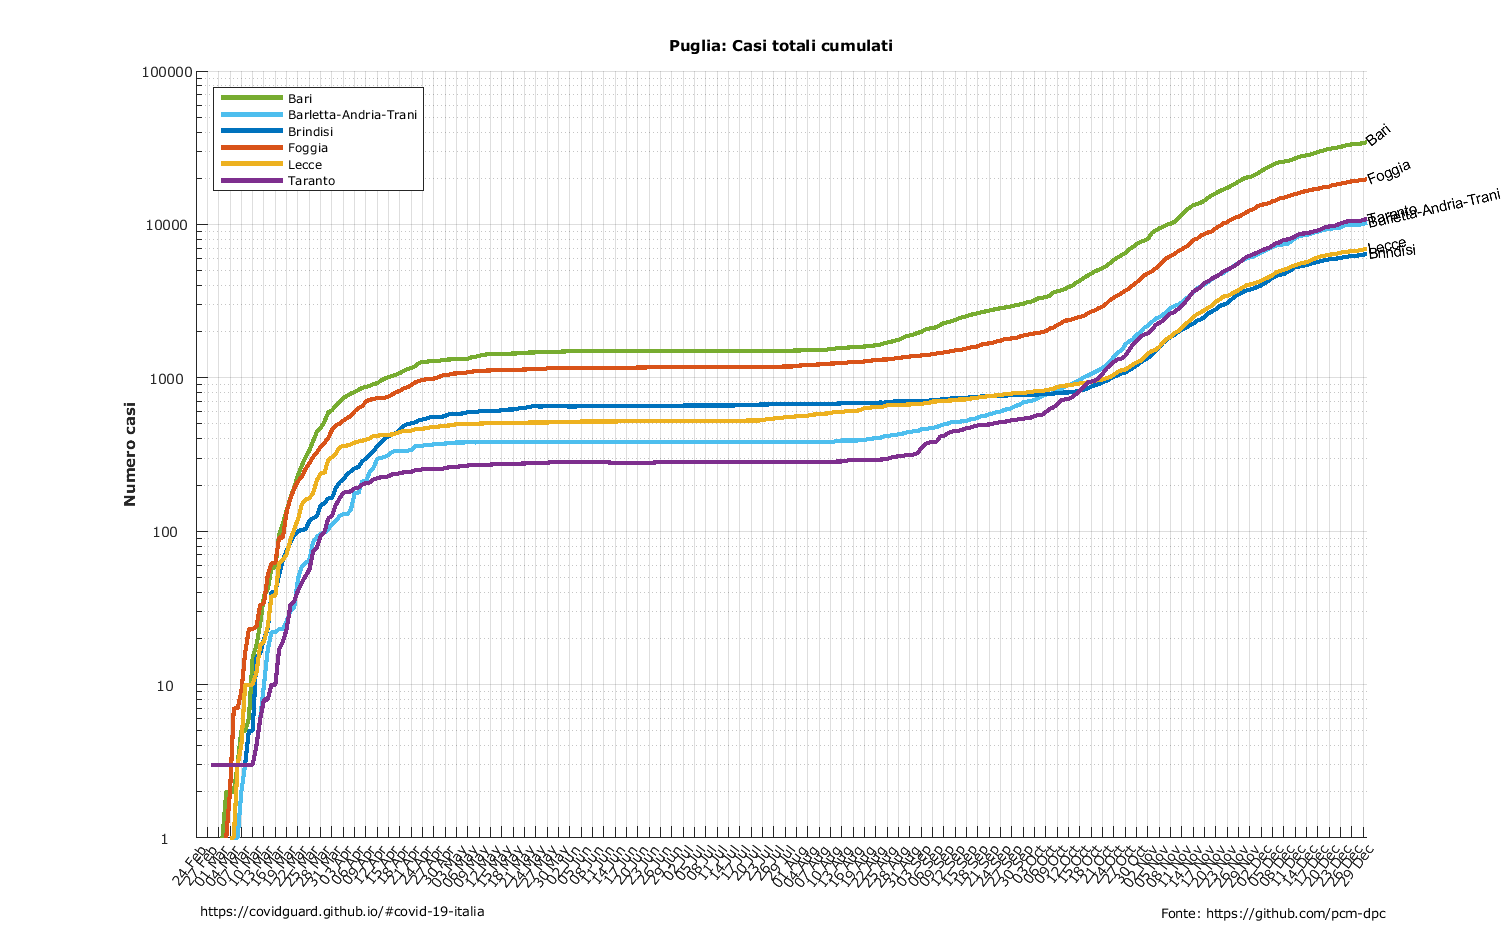 Puglia: Casi totali cumulati
Numero casi
100000
10000
1000
100
10
1
Bari
Barletta-Andria-Trani
Brindisi
Foggia
Lecce
Taranto
Bari
Foggia
Taranto
Barletta-Andria-Trani
Lecce
Brindisi
24 Feb
27 Feb
01 Mar
04 Mar
07 Mar
10 Mar
13 Mar
16 Mar
19 Mar
22 Mar
25 Mar
28 Mar
31 Mar
03 Apr
06 Apr
09 Apr
12 Apr
15 Apr
18 Apr
21 Apr
24 Apr
27 Apr
30 Apr
03 May
06 May
09 May
12 May
15 May
18 May
21 May
24 May
27 May
30 May
02 Jun
05 Jun
08 Jun
11 Jun
14 Jun
17 Jun
20 Jun
23 Jun
26 Jun
29 Jun
02 Jul
05 Jul
08 Jul
11 Jul
14 Jul
17 Jul
20 Jul
23 Jul
26 Jul
29 Jul
01 Aug
04 Aug
07 Aug
10 Aug
13 Aug
16 Aug
19 Aug
22 Aug
25 Aug
28 Aug
31 Aug
03 Sep
06 Sep
09 Sep
12 Sep
15 Sep
18 Sep
21 Sep
24 Sep
27 Sep
30 Sep
03 Oct
06 Oct
09 Oct
12 Oct
15 Oct
18 Oct
21 Oct
24 Oct
27 Oct
30 Oct
02 Nov
05 Nov
08 Nov
11 Nov
14 Nov
17 Nov
20 Nov
23 Nov
26 Nov
29 Nov
02 Dec
05 Dec
08 Dec
11 Dec
14 Dec
17 Dec
20 Dec
23 Dec
26 Dec
29 Dec
https://covidguard.github.io/#covid-19-italia
Fonte: https://github.com/pcm-dpc